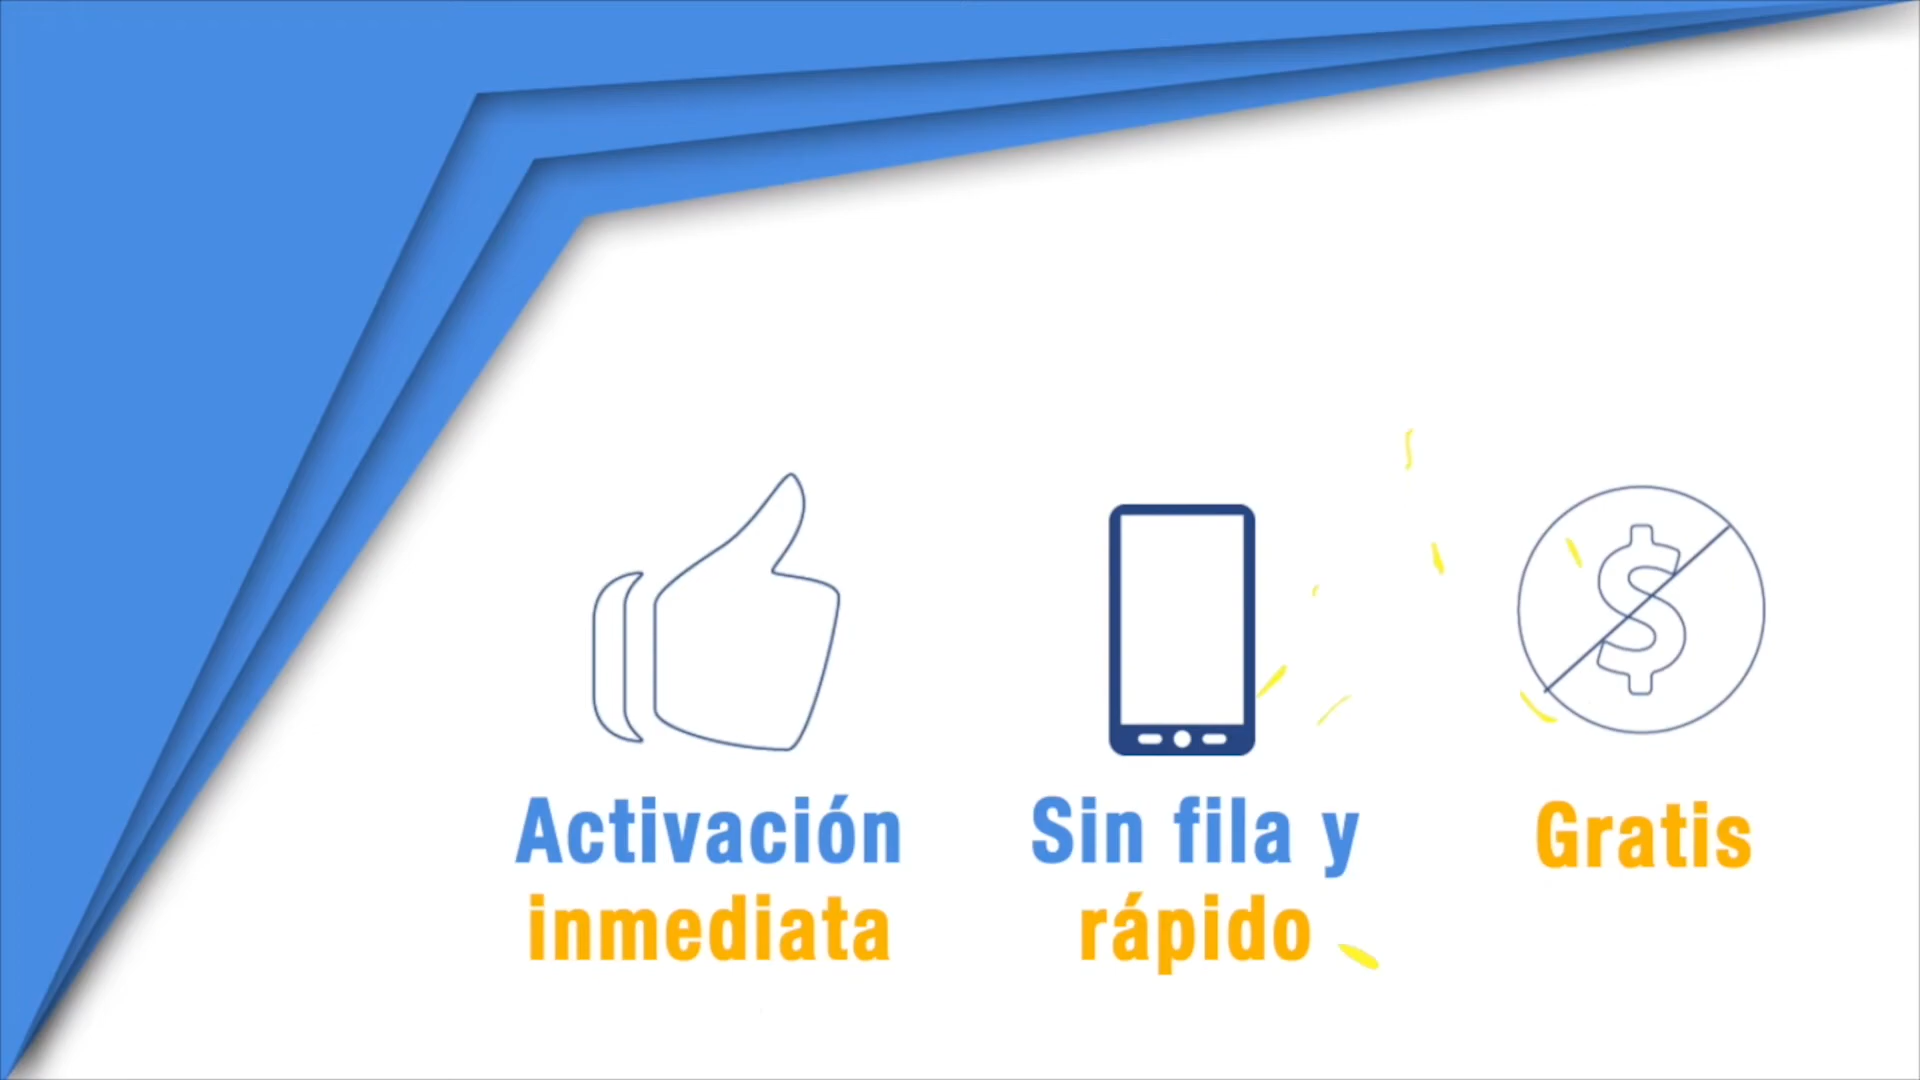 Activación
inmediata
Sin fila y
rápido
Gratis